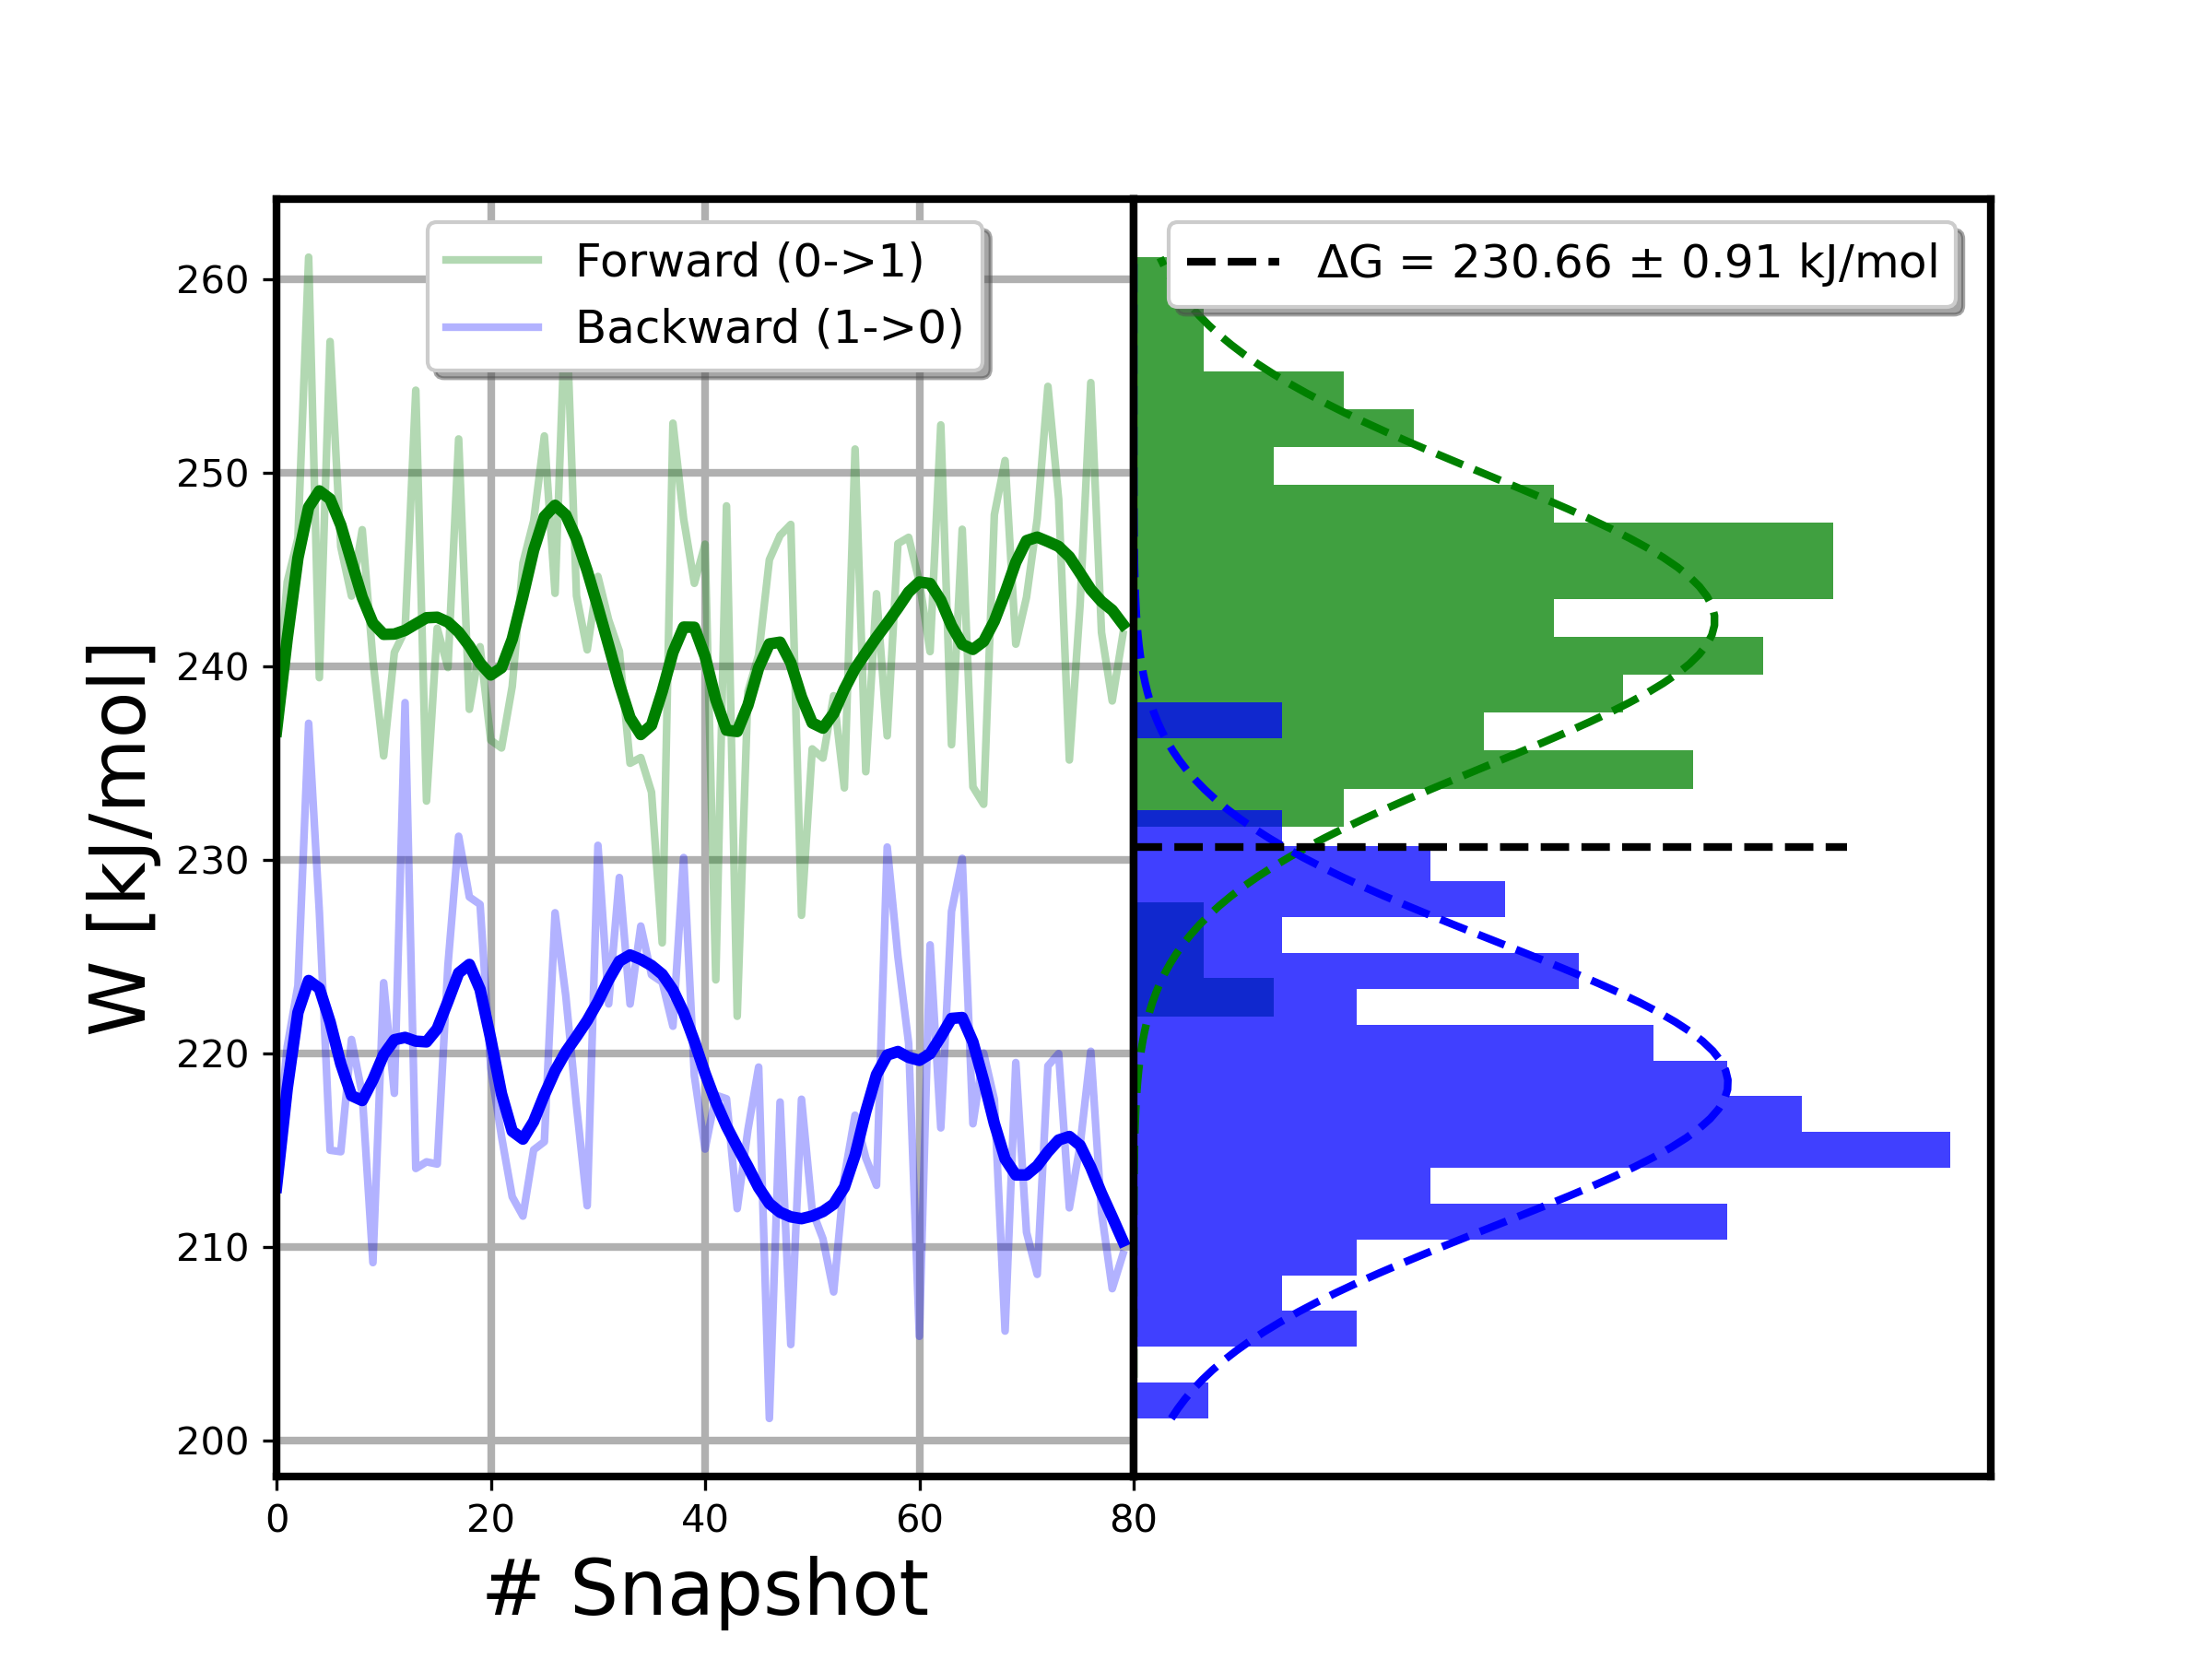 Forward (0->1)
Backward (1->0)
ΔG = 230.66 ± 0.91 kJ/mol
W [kJ/mol]
260
250
240
230
220
210
200
0 20 40 60 80
# Snapshot